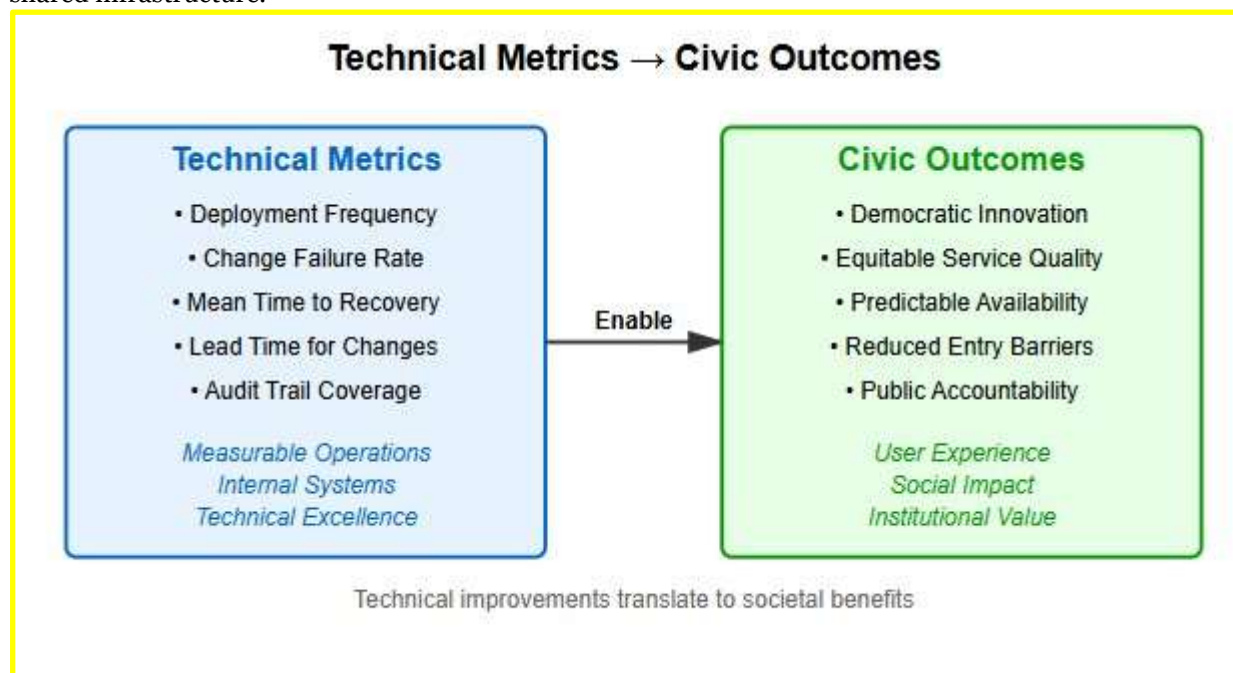 shared infrastructure.
Technical Metrics → Civic Outcomes
Technical Metrics
• Deployment Frequency
• Change Failure Rate
• Mean Time to Recovery
• Lead Time for Changes
• Audit Trail Coverage
Measurable Operations
Internal Systems
Technical Excellence
Enable
Civic Outcomes
• Democratic Innovation
• Equitable Service Quality
• Predictable Availability
• Reduced Entry Barriers
• Public Accountability
User Experience
Social Impact
Institutional Value
Technical improvements translate to societal benefits